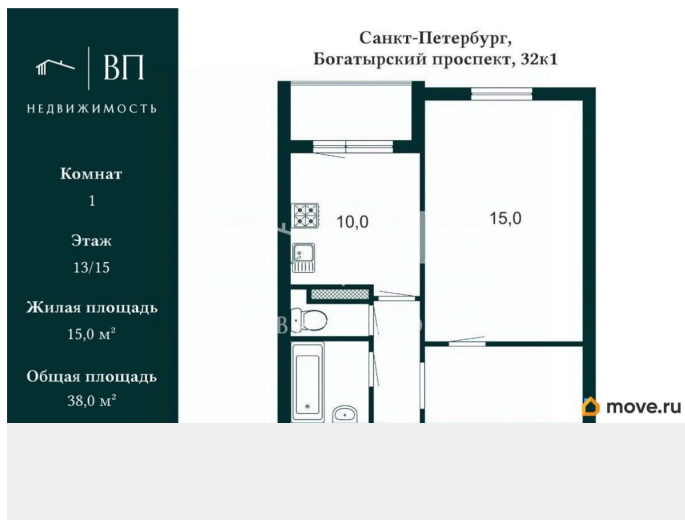 ВП
НЕДВИЖИМОСТЬ
Комнат
1
Этаж
13/15
Жилая площадь
15,0 м²
Общая площадь
38,0 м²
Санкт-Петербург,
Богатырский проспект, 32к1
10,0
15,0
move.ru